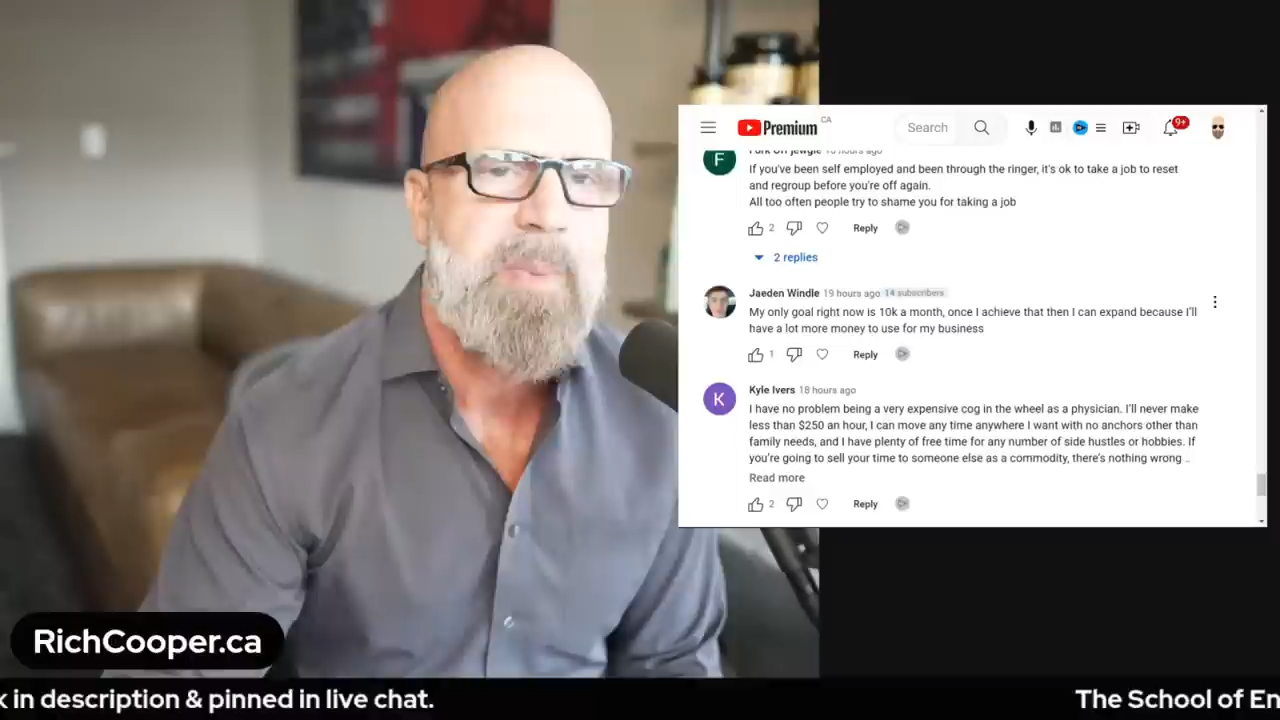 Premium
CA
Search
9+
If you've been self employed and been through the ringer, it's ok to take a job to reset
and regroup before you're off again.
All too often people try to shame you for taking a job
2
Reply
2 replies
Jaeden Windle 19 hours ago 14 subscribers
My only goal right now is 10k a month, once I achieve that then I can expand because I'll
have a lot more money to use for my business
1
Reply
K
Kyle Ivers 18 hours ago
I have no problem being a very expensive cog in the wheel as a physician. I'll never make
less than $250 an hour, I can move any time anywhere I want with no anchors other than
family needs, and I have plenty of free time for any number of side hustles or hobbies. If
you're going to sell your time to someone else as a commodity, there's nothing wrong ..
Read more
2
Reply
F
RichCooper.ca
k in description & pinned in live chat.
The School of En